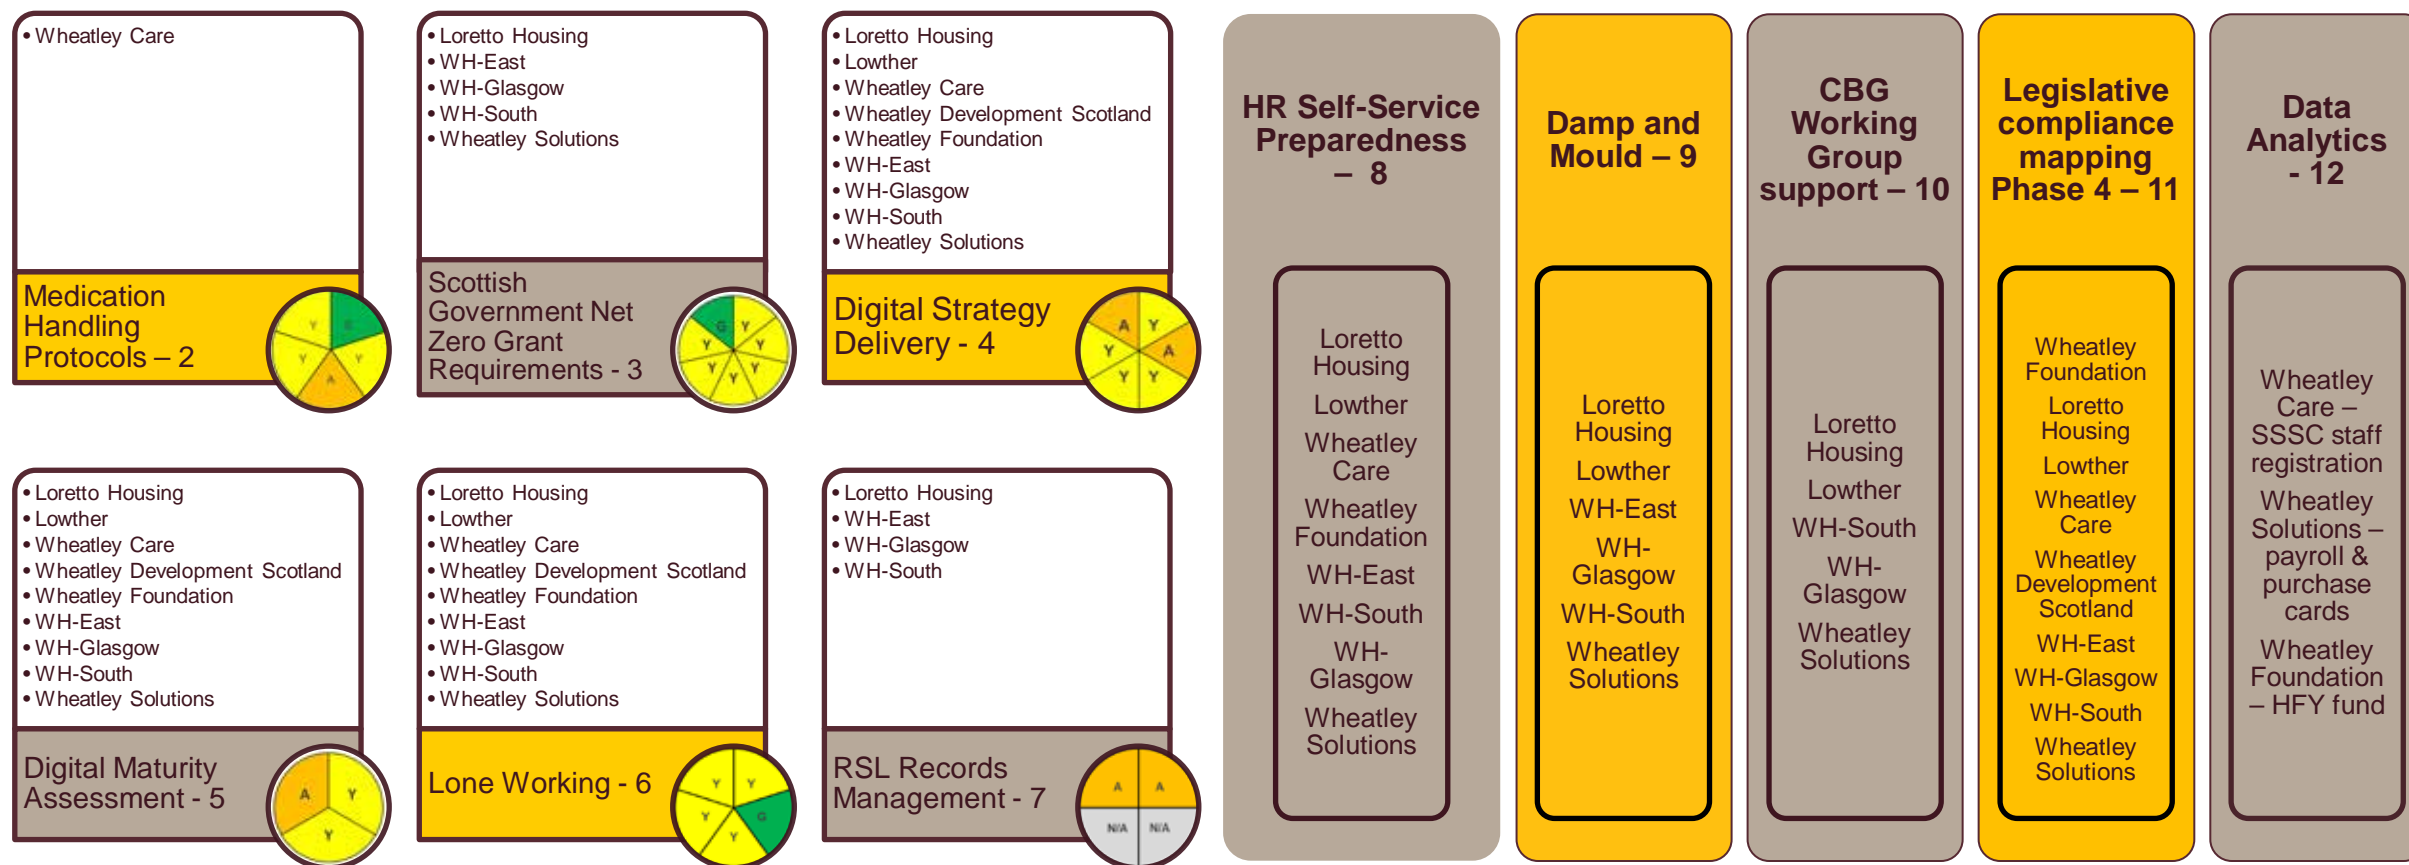 • Wheatley Care
Medication
Handling
Protocols – 2
Y
Y
Y
A
Y
• Loretto Housing
• WH-East
• WH-Glasgow
• WH-South
• Wheatley Solutions
Scottish
Government Net
Zero Grant
Requirements - 3
G
Y
Y
Y
Y
Y
Y
• Loretto Housing
• Lowther
• Wheatley Care
• Wheatley Development Scotland
• Wheatley Foundation
• WH-East
• WH-Glasgow
• WH-South
• Wheatley Solutions
Digital Strategy
Delivery - 4
A
Y
Y
A
Y
Y
• Loretto Housing
• Lowther
• Wheatley Care
• Wheatley Development Scotland
• Wheatley Foundation
• WH-East
• WH-Glasgow
• WH-South
• Wheatley Solutions
Digital Maturity
Assessment - 5
A
Y
Y
• Loretto Housing
• Lowther
• Wheatley Care
• Wheatley Development Scotland
• Wheatley Foundation
• WH-East
• WH-Glasgow
• WH-South
• Wheatley Solutions
Lone Working - 6
Y
Y
Y
G
Y
• Loretto Housing
• WH-East
• WH-Glasgow
• WH-South
RSL Records
Management - 7
A
A
N/A
N/A
HR Self-Service
Preparedness
– 8
Loretto
Housing
Lowther
Wheatley
Care
Wheatley
Foundation
WH-East
WH-South
WH-
Glasgow
Wheatley
Solutions
Damp and
Mould – 9
Loretto
Housing
Lowther
WH-East
WH-
Glasgow
WH-South
Wheatley
Solutions
CBG
Working
Group
support – 10
Loretto
Housing
Lowther
WH-South
WH-
Glasgow
Wheatley
Solutions
Legislative
compliance
mapping
Phase 4 – 11
Wheatley
Foundation
Loretto
Housing
Lowther
Wheatley
Care
Wheatley
Development
Scotland
WH-East
WH-Glasgow
WH-South
Wheatley
Solutions
Data
Analytics
- 12
Wheatley
Care –
SSSC staff
registration
Wheatley
Solutions –
payroll &
purchase
cards
Wheatley
Foundation
– HFY fund